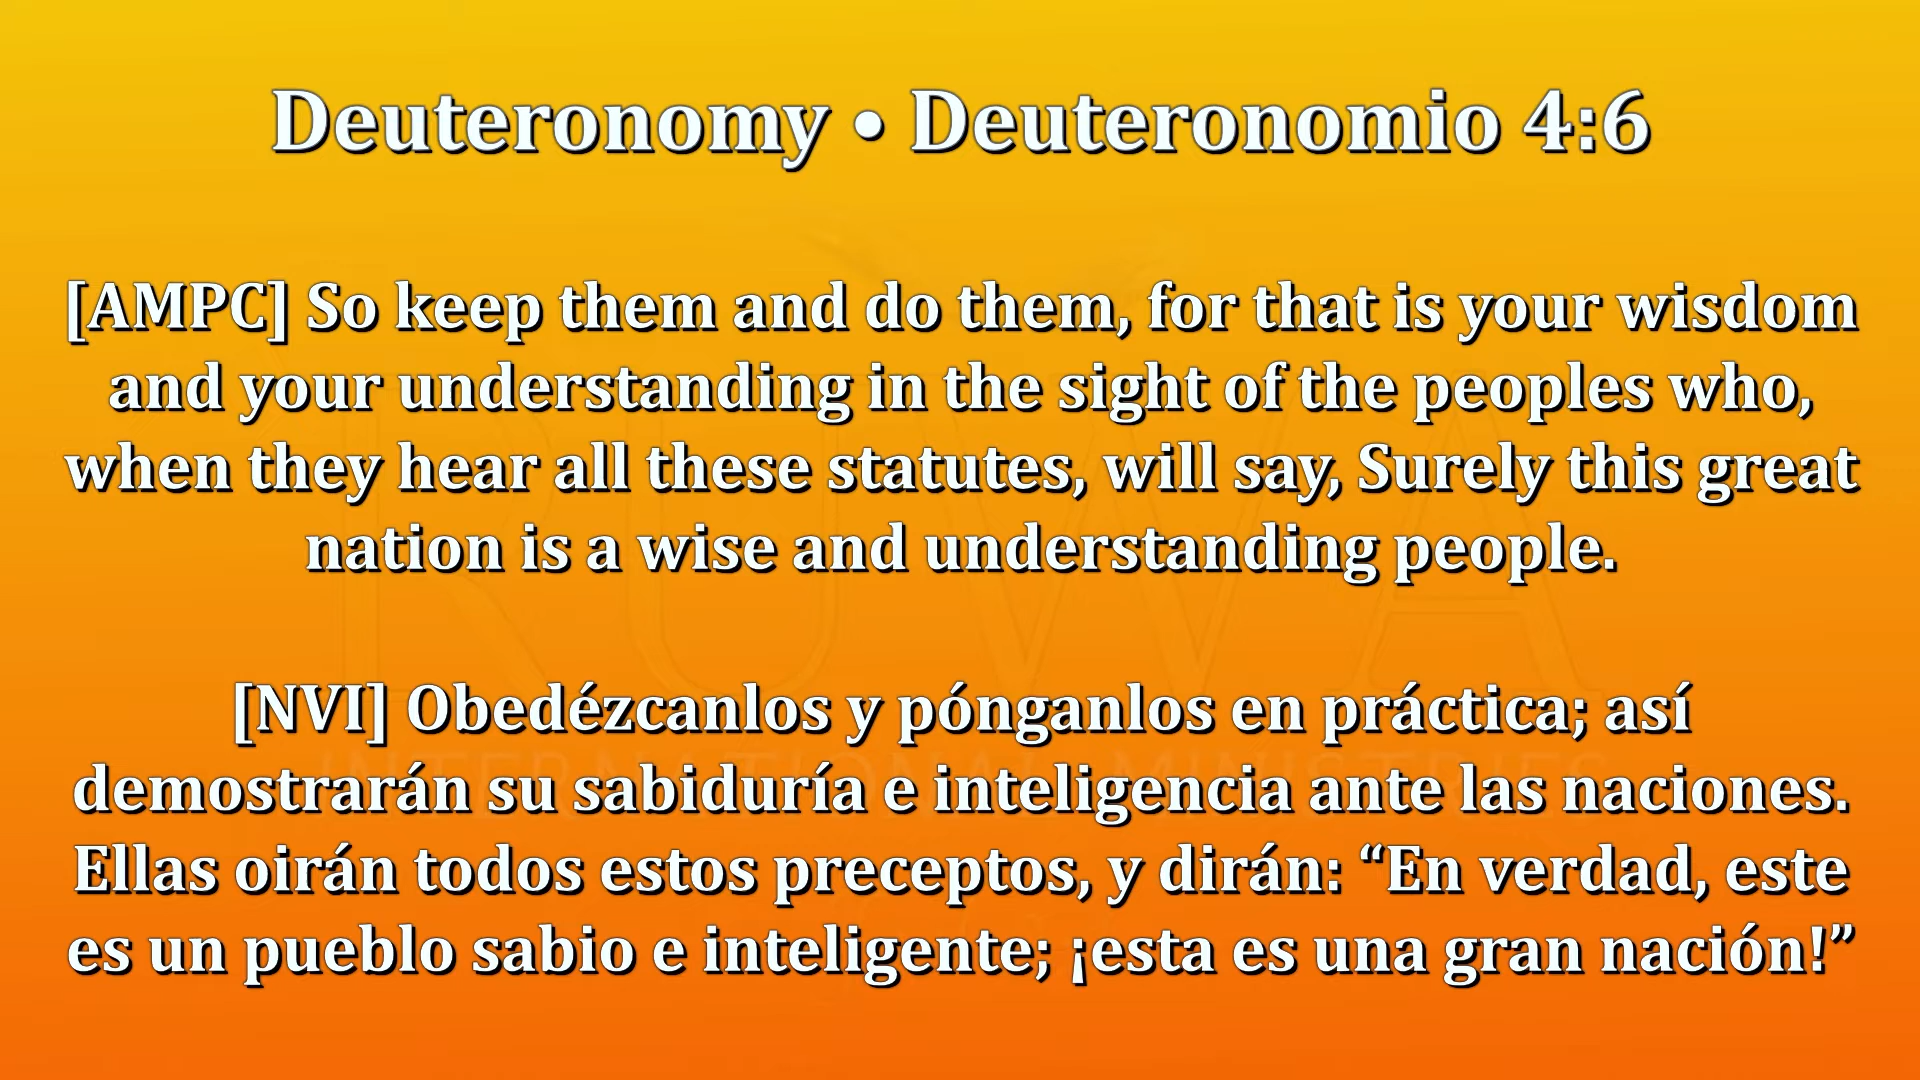 Deuteronomy • Deuteronomio 4:6
[AMPC] So keep them and do them, for that is your wisdom
and your understanding in the sight of the peoples who,
when they hear all these statutes, will say, Surely this great
nation is a wise and understanding people.
[NVI] Obedézcanlos y pónganlos en práctica; así
demostrarán su sabiduría e inteligencia ante las naciones.
Ellas oirán todos estos preceptos, y dirán: “En verdad, este
es un pueblo sabio e inteligente; ¡esta es una gran nación!”
RUWA
INTERNATIONAL MINISTRIES